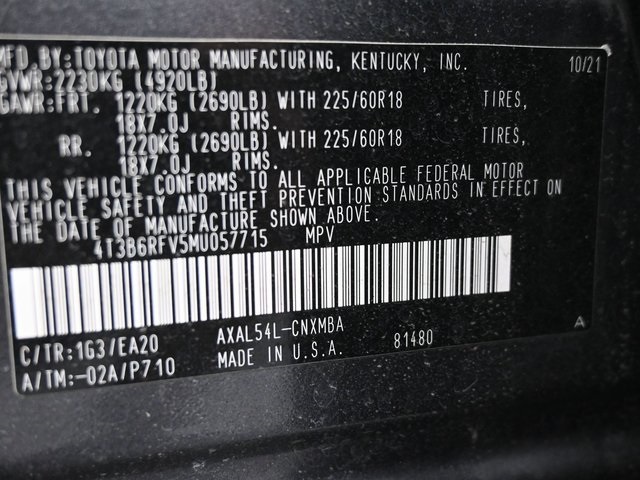 MFD.BY:TOYOTA MOTOR MANUFACTURING, KENTUCKY, INC. 10/21
GVWR:2230KG (4920LB)
GAWR:FRT. 1220KG (2690LB) WITH 225/60R18 TIRES,
18X7.0J RIMS.
RR. 1220KG (2690LB) WITH 225/60R18 TIRES,
18X7.0J RIMS.
THIS VEHICLE CONFORMS TO ALL APPLICABLE FEDERAL MOTOR
VEHICLE SAFETY AND THEFT PREVENTION STANDARDS IN EFFECT ON
THE DATE OF MANUFACTURE SHOWN ABOVE.
4T3B6RFV5MU057715 MPV
C/TR:1G3/EA20 AXAL54L-CNXMBA A
A/TM:-02A/P710 MADE IN U.S.A. 81480